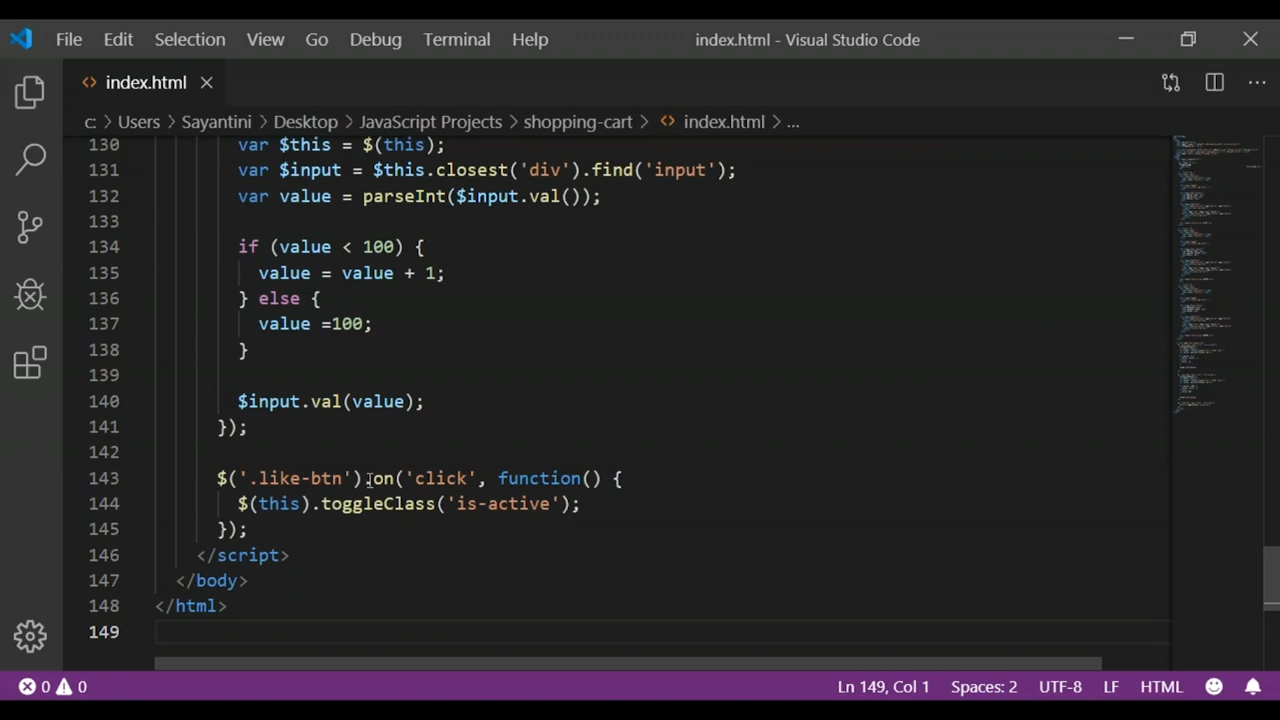 File Edit Selection View Go Debug Terminal Help index.html - Visual Studio Code
index.html
c: > Users > Sayantini > Desktop > JavaScript Projects > shopping-cart > index.html > ...
130 var $this = $(this);
131 var $input = $this.closest('div').find('input');
132 var value = parseInt($input.val());
133
134 if (value < 100) {
135 value = value + 1;
136 } else {
137 value =100;
138 }
139
140 $input.val(value);
141 });
142
143 $('.like-btn').on('click', function() {
144 $(this).toggleClass('is-active');
145 });
146 </script>
147 </body>
148 </html>
149
0 0 Ln 149, Col 1 Spaces: 2 UTF-8 LF HTML